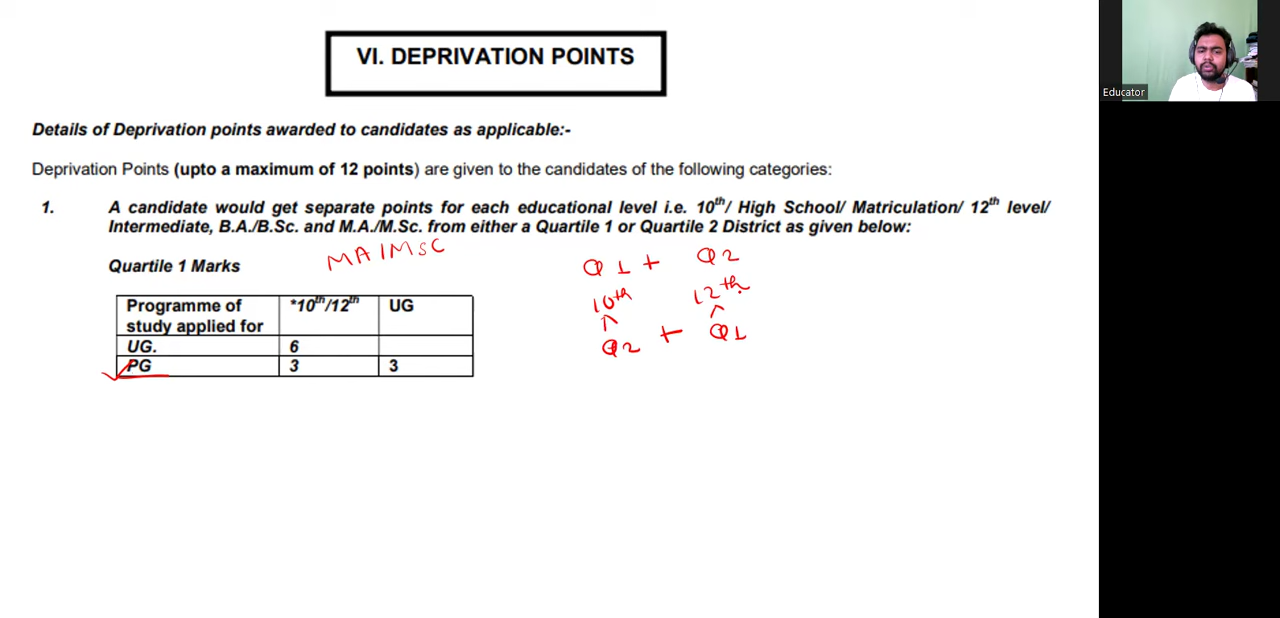 VI. DEPRIVATION POINTS
Educator
Details of Deprivation points awarded to candidates as applicable:-
Deprivation Points (upto a maximum of 12 points) are given to the candidates of the following categories:
1. A candidate would get separate points for each educational level i.e. 10th/ High School/ Matriculation/ 12th level/
Intermediate, B.A./B.Sc. and M.A./M.Sc. from either a Quartile 1 or Quartile 2 District as given below:
MA/MSC
Quartile 1 Marks
Q1 + Q2
10th 12th
Q2 + Q1
Programme of study applied for *10th/12th UG
UG. 6
PG 3 3